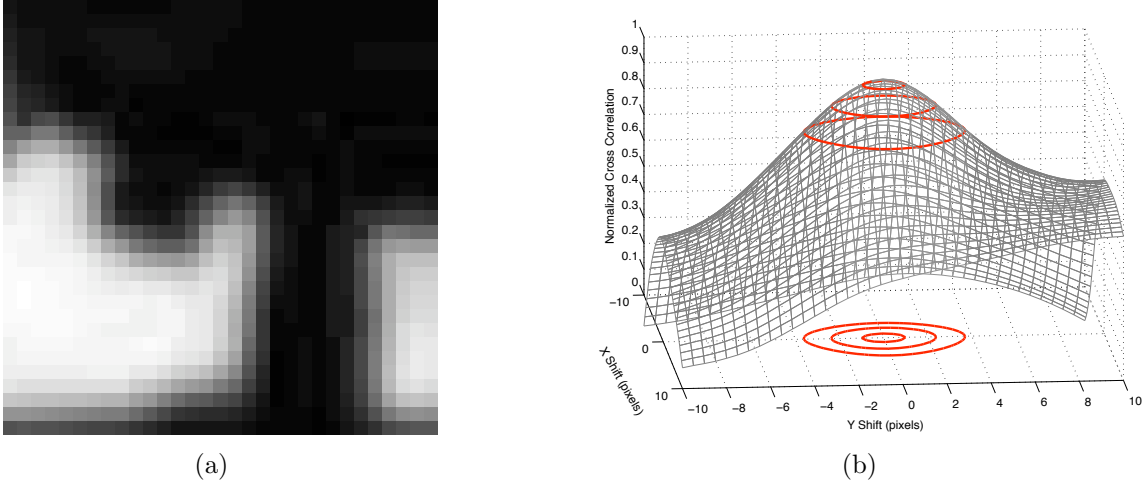 1
0.9
0.8
0.7
0.6
0.5
0.4
0.3
0.2
0.1
0
Normalized Cross Correlation
−10
0
10
X Shift (pixels)
−10 −8 −6 −4 −2 0 2 4 6 8 10
Y Shift (pixels)
(a)
(b)